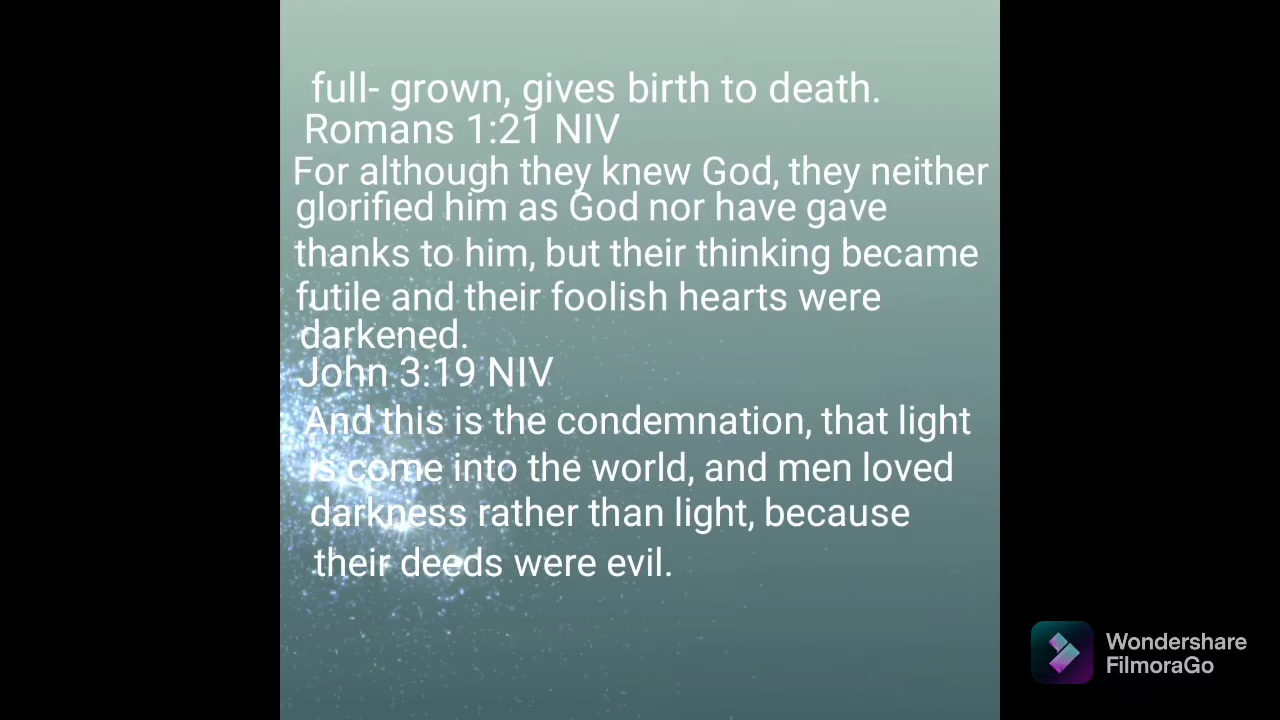 full- grown, gives birth to death.
Romans 1:21 NIV
For although they knew God, they neither
glorified him as God nor have gave
thanks to him, but their thinking became
futile and their foolish hearts were
darkened.
John 3:19 NIV
And this is the condemnation, that light
is come into the world, and men loved
darkness rather than light, because
their deeds were evil.
Wondershare
FilmoraGo